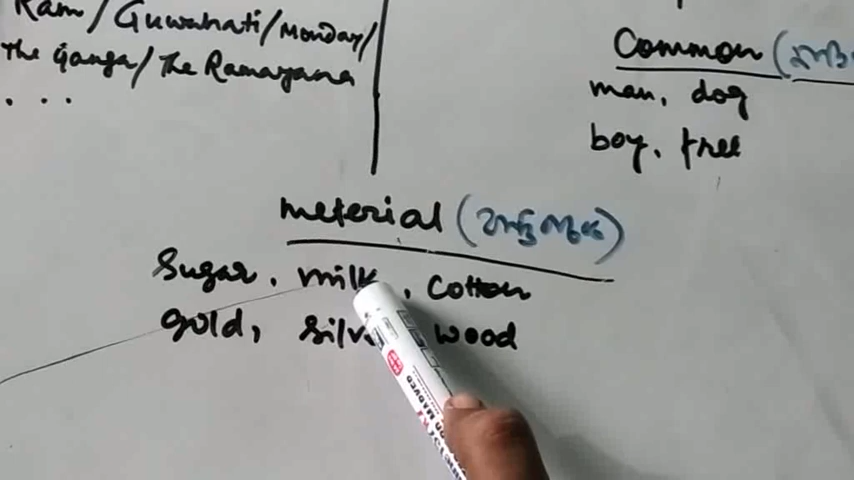 Ram / Guwahati / Monday /
The Ganga / The Ramayana
. . .
Common
man, dog
boy, tree
Meterial
Sugar, milk, Cotton
Gold, wood